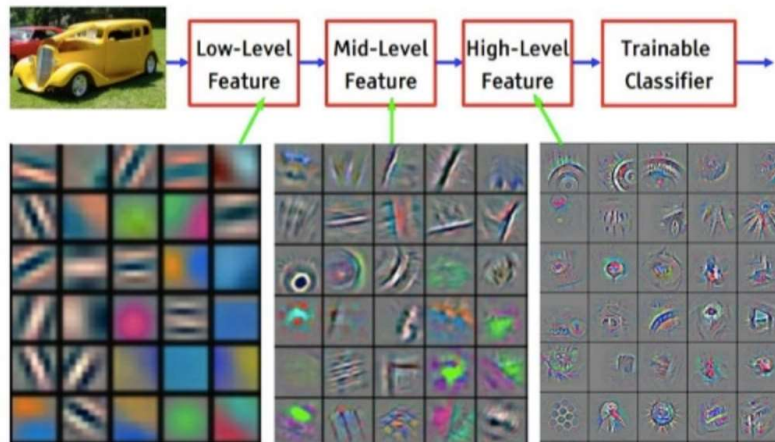 Low-Level
Feature
Mid-Level
Feature
High-Level
Feature
Trainable
Classifier